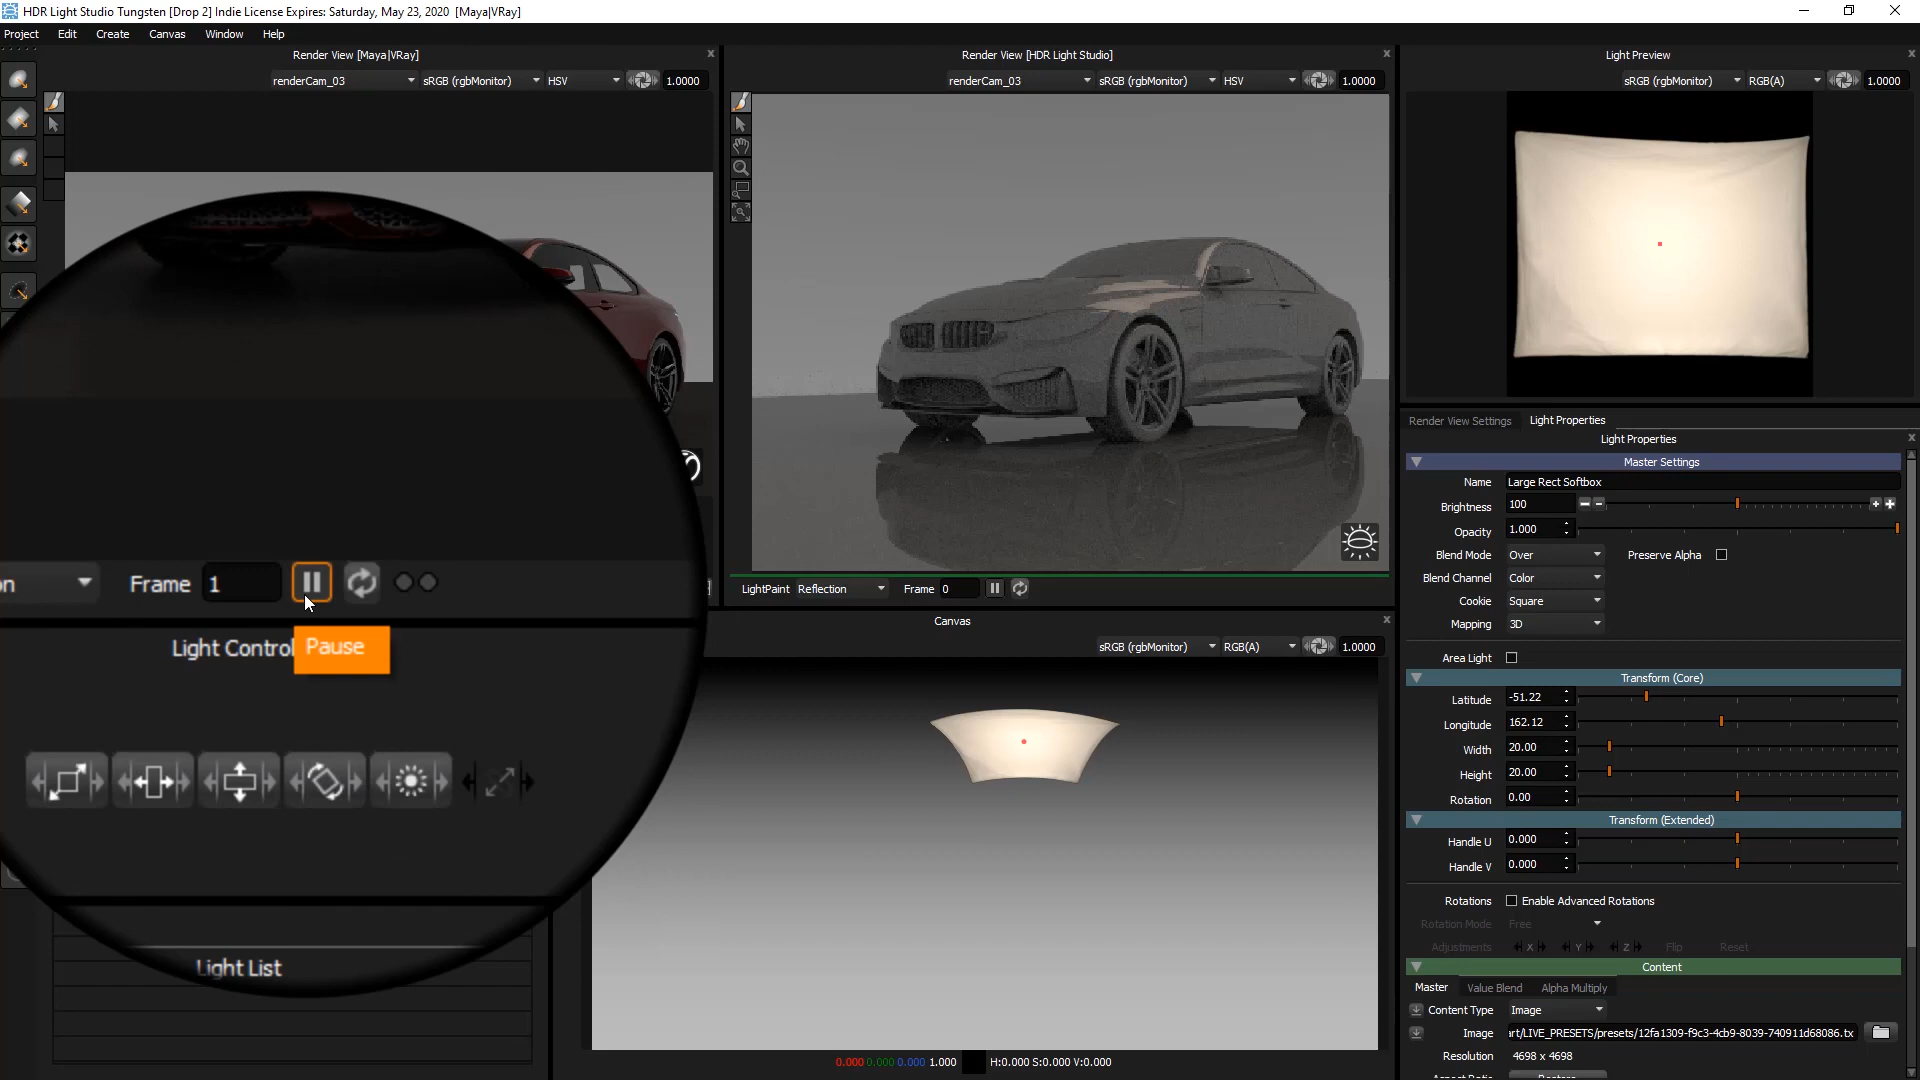 HDR Light Studio Tungsten [Drop 2] Indie License Expires: Saturday, May 23, 2020 [Maya|VRay]
Project Edit Create Canvas Window Help
Render View [Maya|VRay]
renderCam_03 sRGB (rgbMonitor) HSV 1.0000
Render View [HDR Light Studio]
renderCam_03 sRGB (rgbMonitor) HSV 1.0000
Light Preview
sRGB (rgbMonitor) RGB(A) 1.0000
on Frame 1
Pause
Light Control
Light List
LightPaint Reflection Frame 0
Canvas
sRGB (rgbMonitor) RGB(A) 1.0000
0.000 0.000 0.000 1.000 H:0.000 S:0.000 V:0.000
Render View Settings Light Properties
Light Properties
Master Settings
Name Large Rect Softbox
Brightness 100
Opacity 1.000
Blend Mode Over Preserve Alpha
Blend Channel Color
Cookie Square
Mapping 3D
Area Light
Transform (Core)
Latitude -51.22
Longitude 162.12
Width 20.00
Height 20.00
Rotation 0.00
Transform (Extended)
Handle U 0.000
Handle V 0.000
Rotations Enable Advanced Rotations
Rotation Mode Free
Adjustments X Y Z Flip Reset
Content
Master Value Blend Alpha Multiply
Content Type Image
Image art/LIVE_PRESETS/presets/12fa1309-f9c3-4cb9-8039-740911d68086.tx
Resolution 4698 x 4698